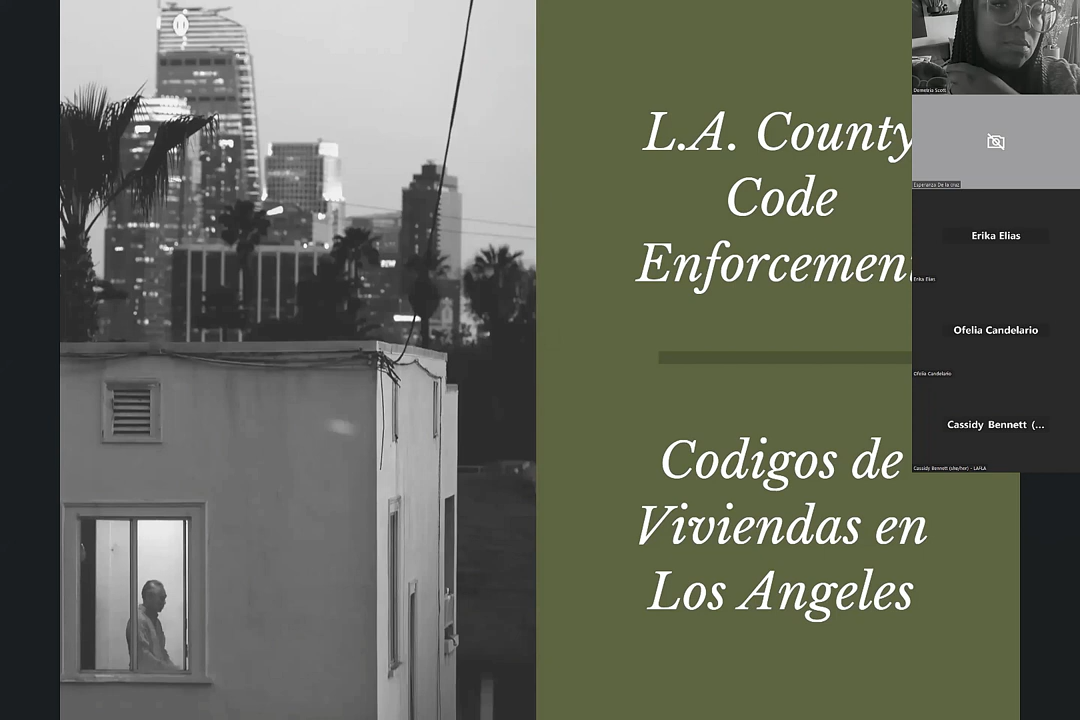 L.A. County
Code
Enforcement
Codigos de
Viviendas en
Los Angeles
Demetria Scott
Esperanza De la cruz
Erika Elias
Erika Elias
Ofelia Candelario
Ofelia Candelario
Cassidy Bennett (...
Cassidy Bennett (she/her) - LAFLA